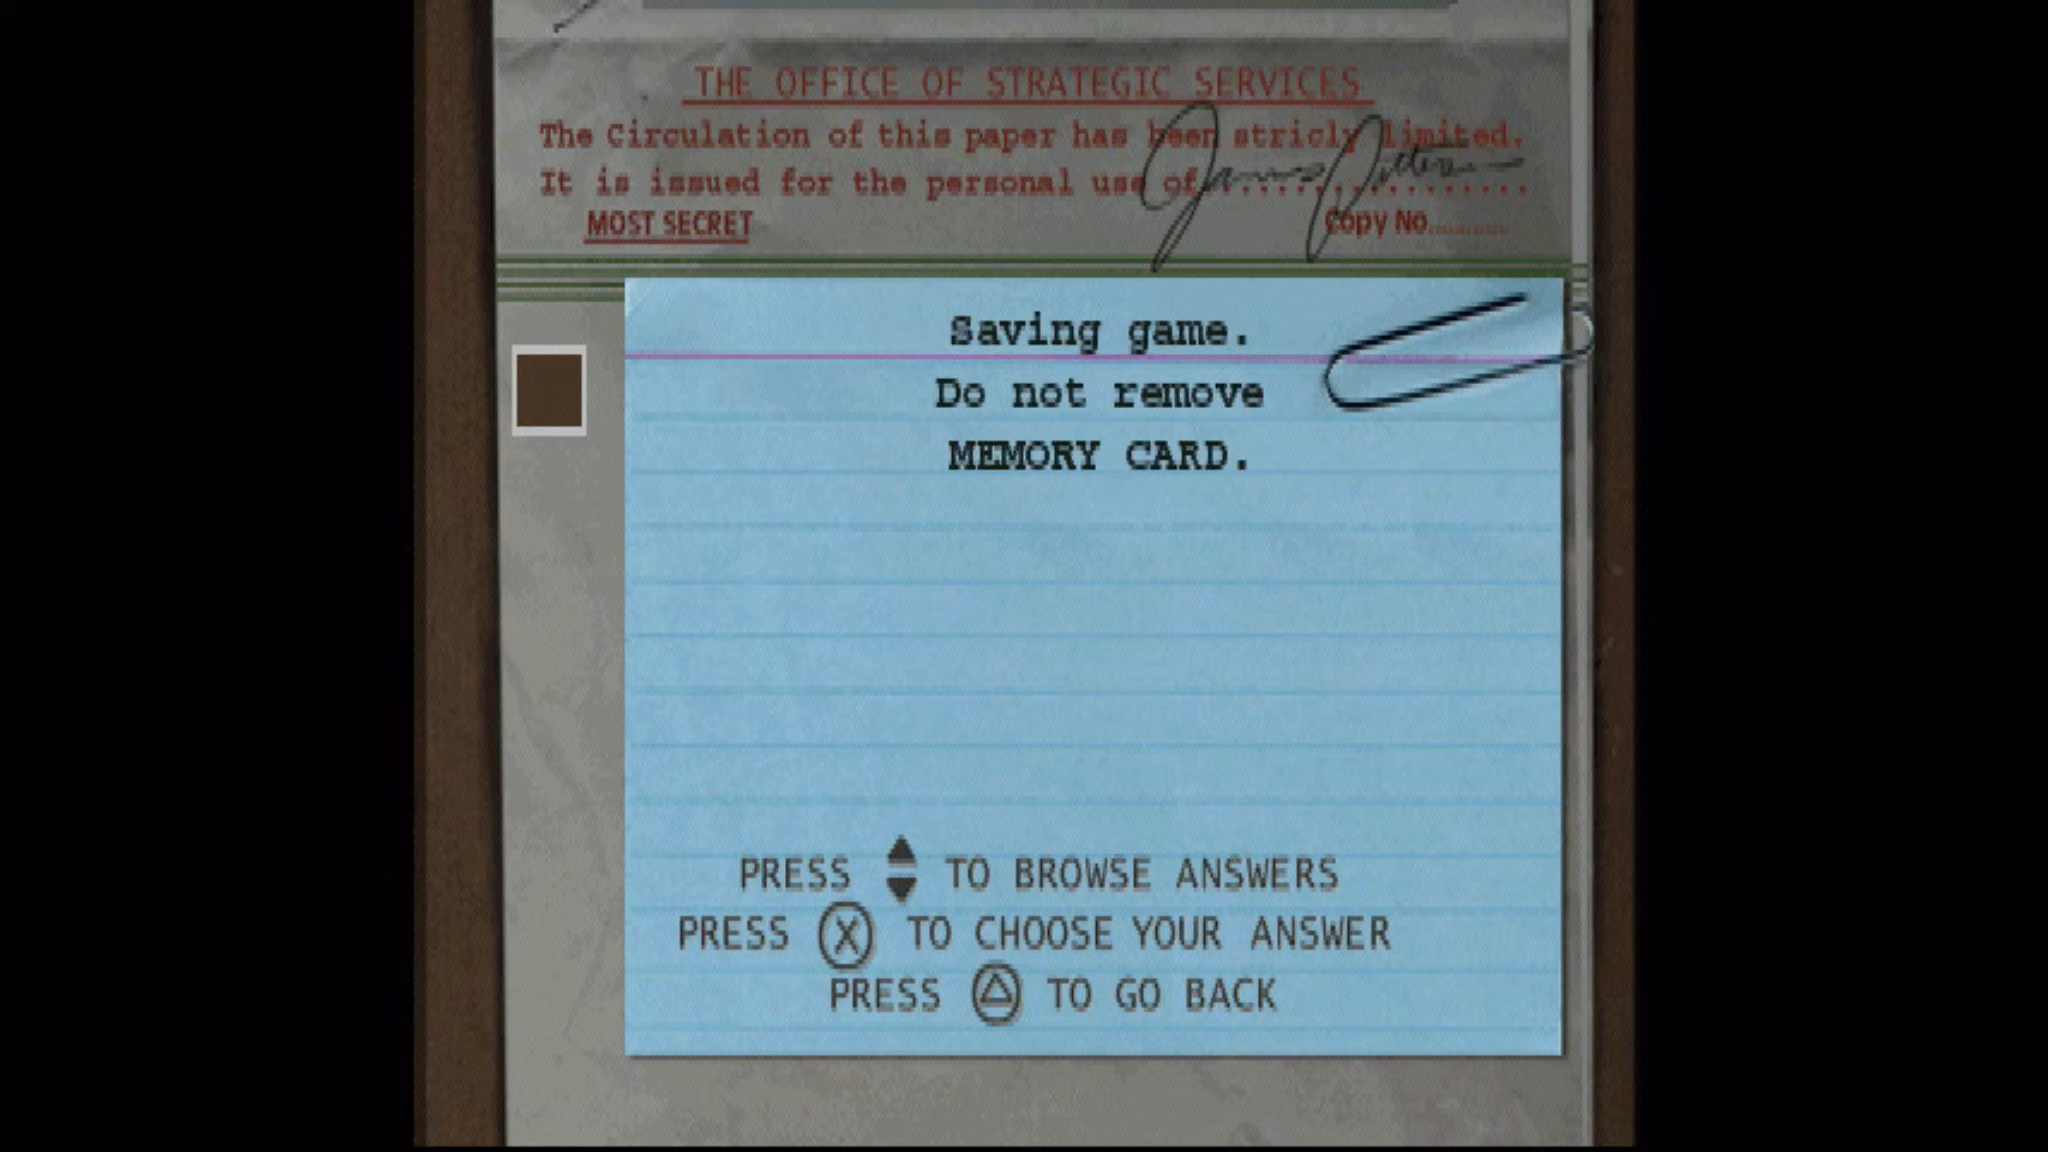 THE OFFICE OF STRATEGIC SERVICES
The Circulation of this paper has been stricly limited.
It is issued for the personal use of................
MOST SECRET
Copy No..........
Saving game.
Do not remove
MEMORY CARD.
PRESS TO BROWSE ANSWERS
PRESS X TO CHOOSE YOUR ANSWER
PRESS TO GO BACK